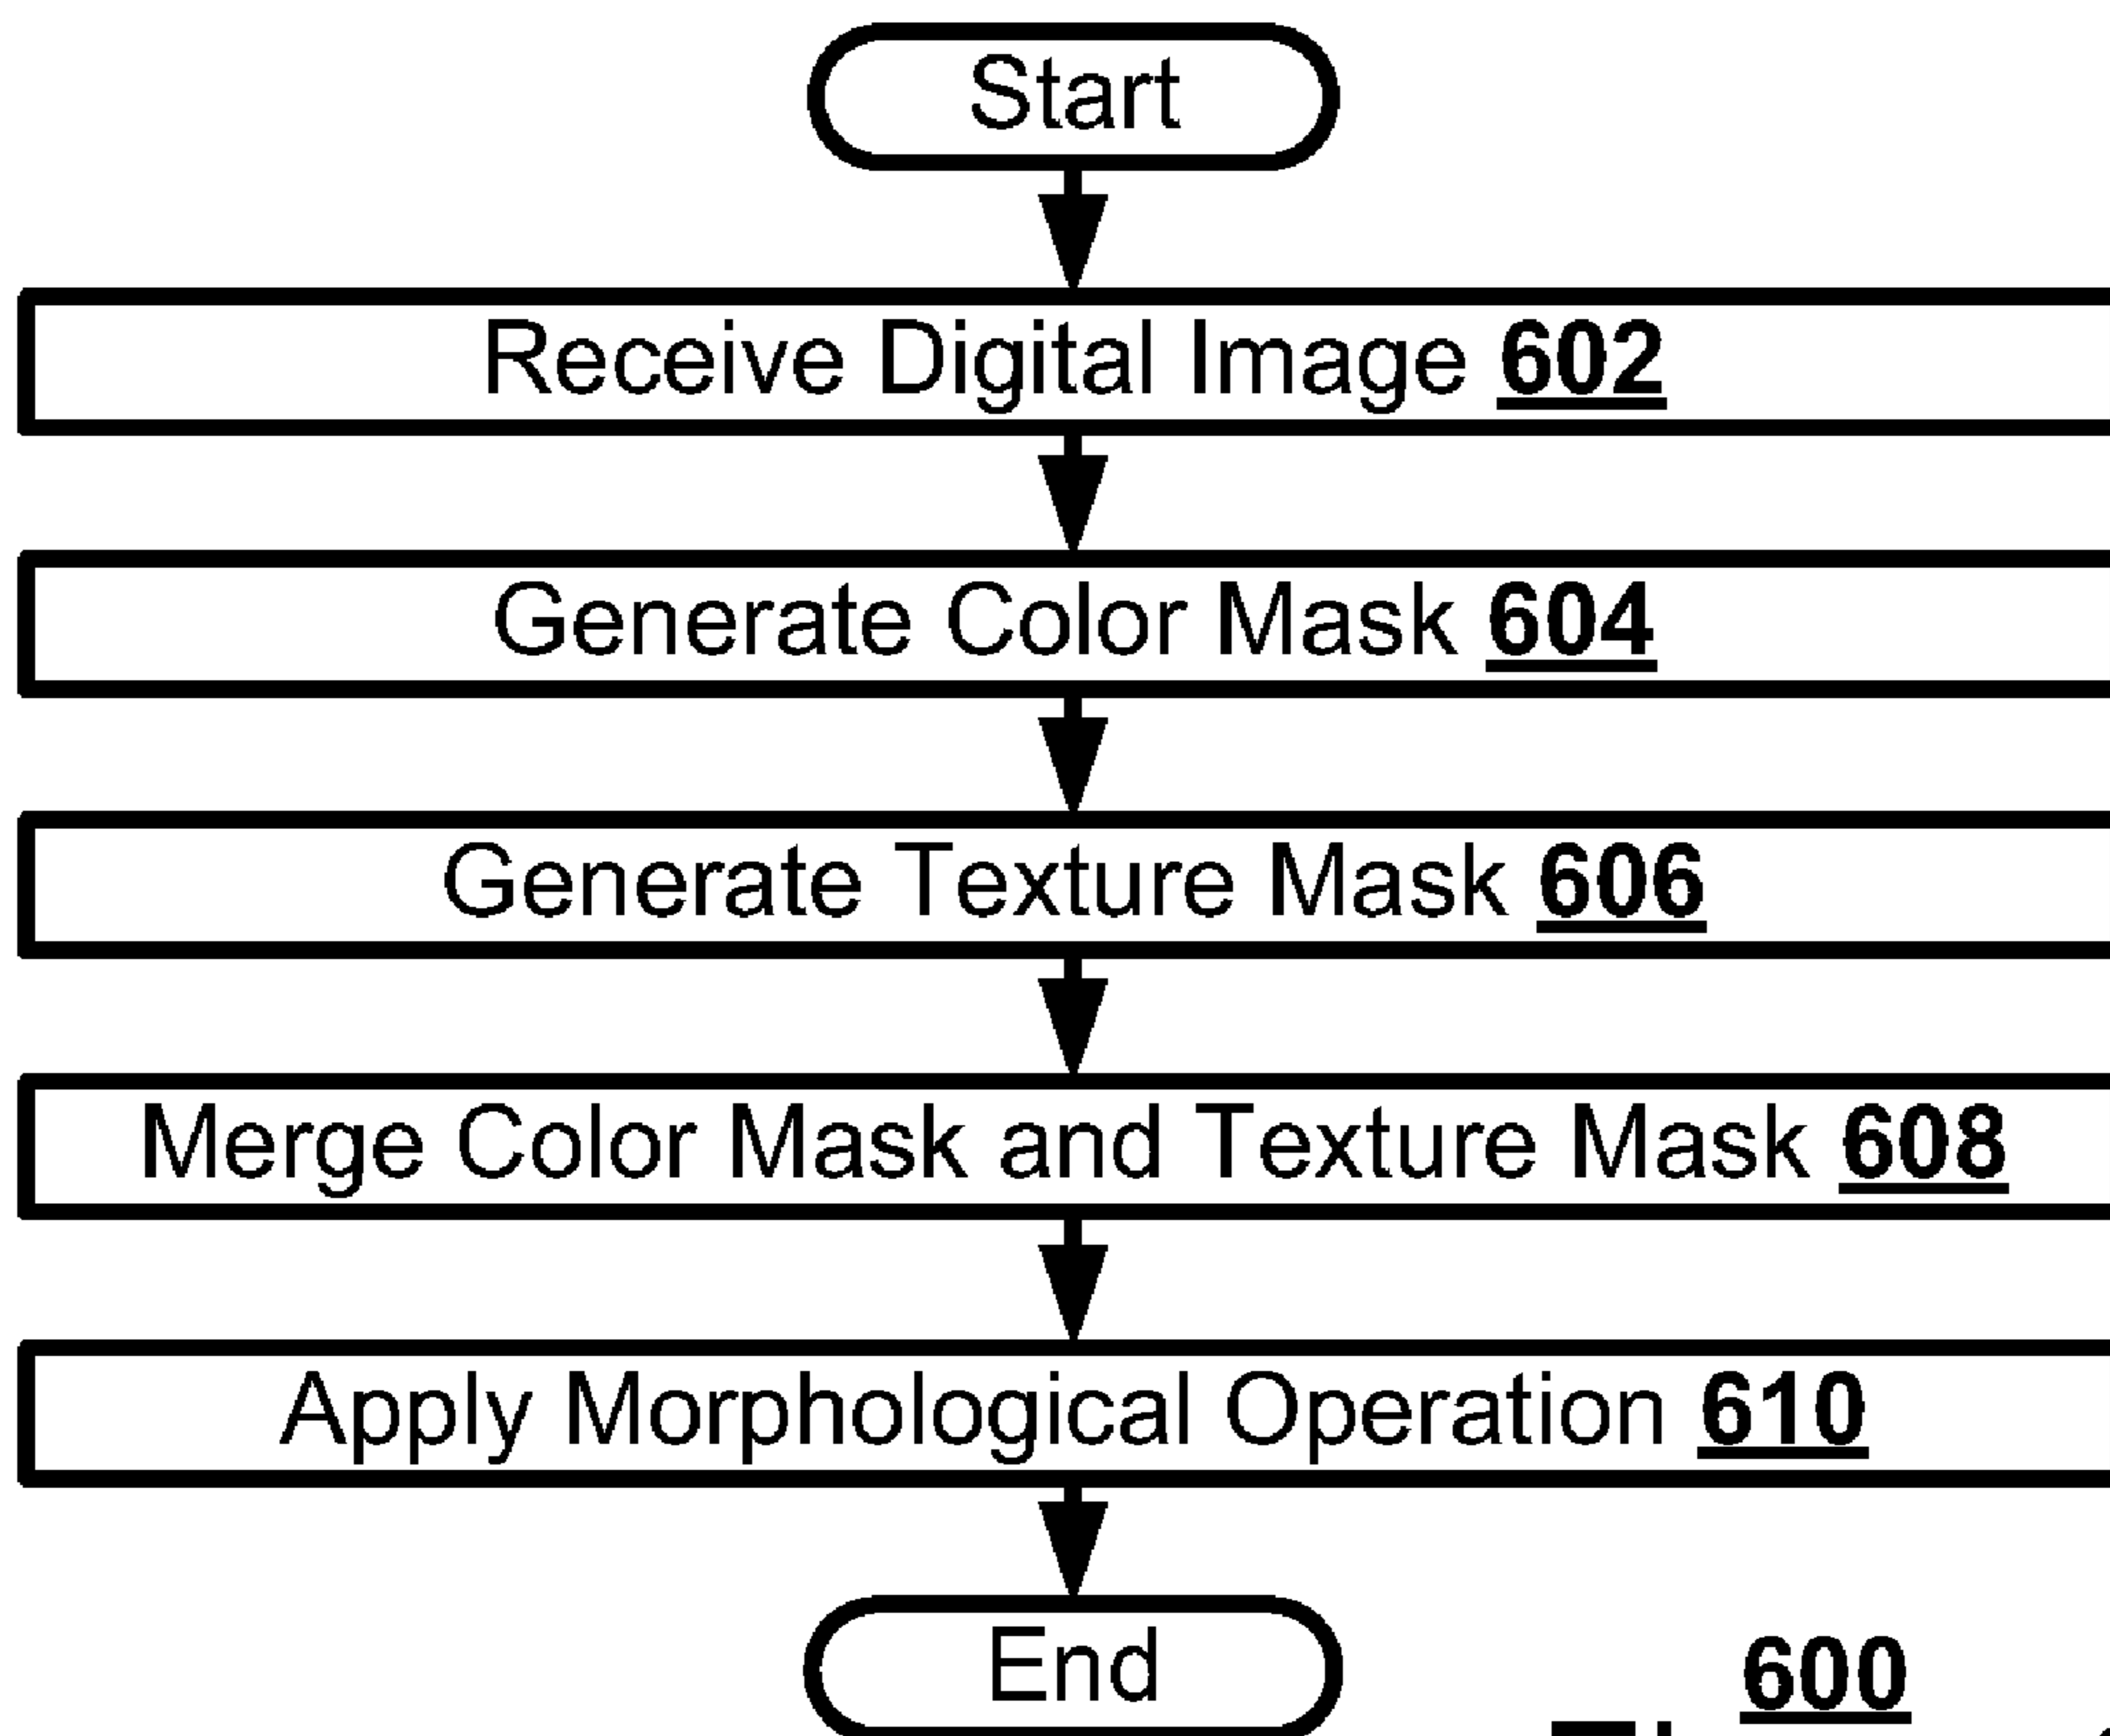 Start
Receive Digital Image 602
Generate Color Mask 604
Generate Texture Mask 606
Merge Color Mask and Texture Mask 608
Apply Morphological Operation 610
End
600